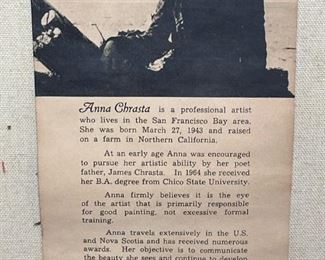 Anna Chrasta is a professional artist
who lives in the San Francisco Bay area.
She was born March 27, 1943 and raised
on a farm in Northern California.
At an early age Anna was encouraged
to pursue her artistic ability by her poet
father, James Chrasta. In 1964 she received
her B.A. degree from Chico State University.
Anna firmly believes it is the eye
of the artist that is primarily responsible
for good painting, not excessive formal
training.
Anna travels extensively in the U.S.
and Nova Scotia and has received numerous
awards. Her objective is to communicate
the beauty she sees and continue to develop